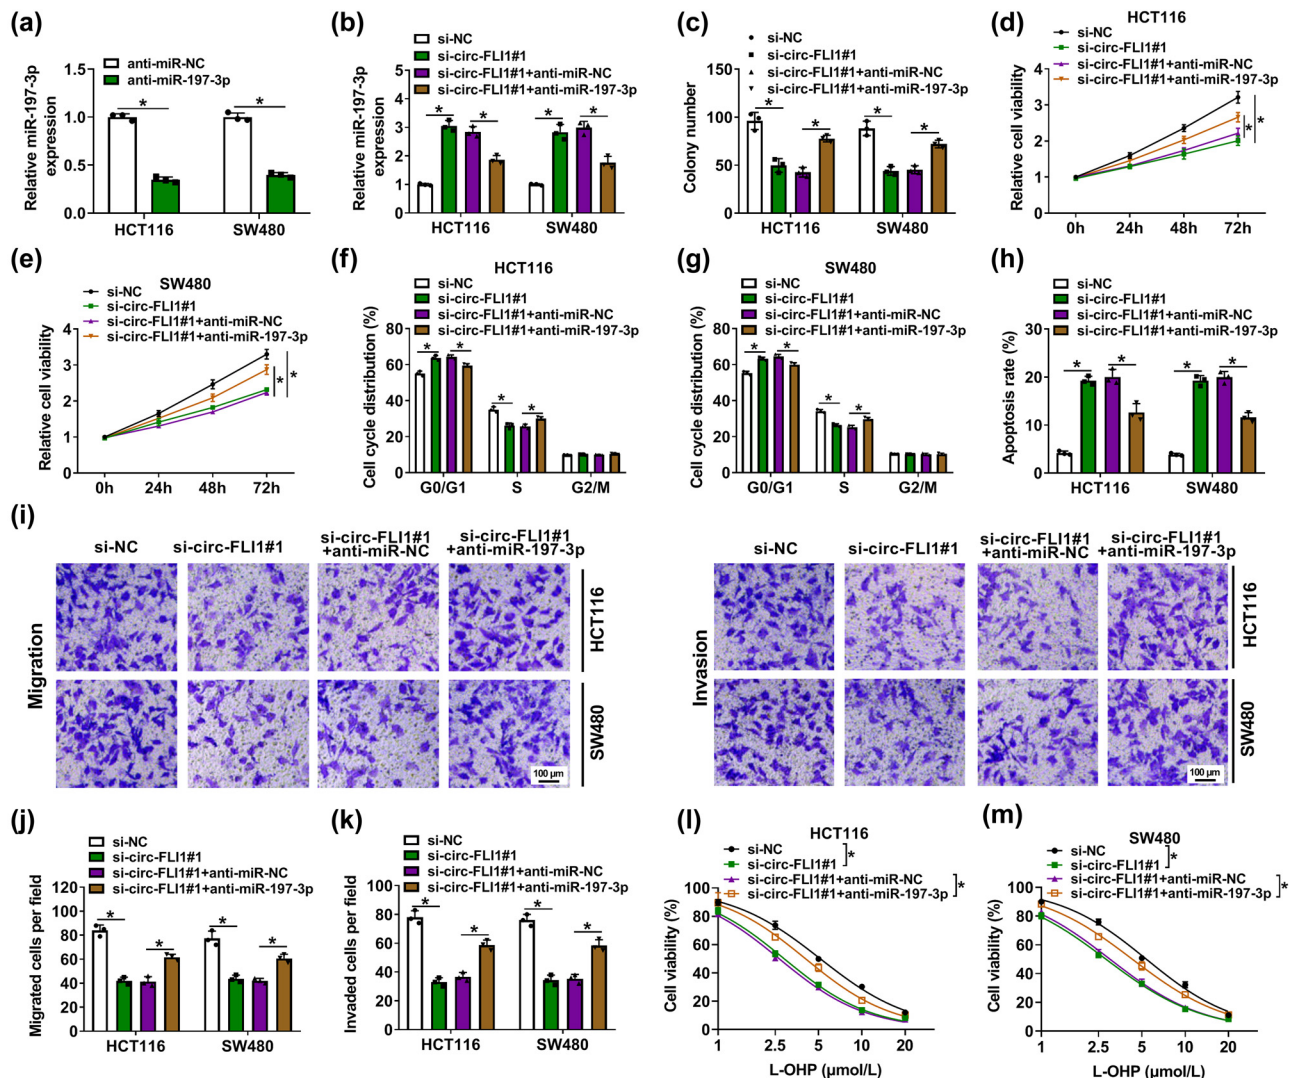 (a)
anti-miR-NC
anti-miR-197-3p
Relative miR-197-3p
expression
1.5
1.0
0.5
0.0
*
*
HCT116
SW480
(b)
si-NC
si-circ-FLI1#1
si-circ-FLI1#1+anti-miR-NC
si-circ-FLI1#1+anti-miR-197-3p
Relative miR-197-3p
expression
5
4
3
2
1
0
*
*
*
*
HCT116
SW480
(c)
si-NC
si-circ-FLI1#1
si-circ-FLI1#1+anti-miR-NC
si-circ-FLI1#1+anti-miR-197-3p
Colony number
150
100
50
0
*
*
*
*
HCT116
SW480
(d)
HCT116
si-NC
si-circ-FLI1#1
si-circ-FLI1#1+anti-miR-NC
si-circ-FLI1#1+anti-miR-197-3p
Relative cell viability
4
3
2
1
0
*
*
0h
24h
48h
72h
(e)
SW480
si-NC
si-circ-FLI1#1
si-circ-FLI1#1+anti-miR-NC
si-circ-FLI1#1+anti-miR-197-3p
Relative cell viability
4
3
2
1
0
*
*
0h
24h
48h
72h
(f)
HCT116
si-NC
si-circ-FLI1#1
si-circ-FLI1#1+anti-miR-NC
si-circ-FLI1#1+anti-miR-197-3p
Cell cycle distribution (%)
80
60
40
20
0
*
*
*
*
G0/G1
S
G2/M
(g)
SW480
si-NC
si-circ-FLI1#1
si-circ-FLI1#1+anti-miR-NC
si-circ-FLI1#1+anti-miR-197-3p
Cell cycle distribution (%)
80
60
40
20
0
*
*
*
*
G0/G1
S
G2/M
(h)
si-NC
si-circ-FLI1#1
si-circ-FLI1#1+anti-miR-NC
si-circ-FLI1#1+anti-miR-197-3p
Apoptosis rate (%)
30
20
10
0
*
*
*
*
HCT116
SW480
(i)
si-NC
si-circ-FLI1#1
si-circ-FLI1#1
+anti-miR-NC
si-circ-FLI1#1
+anti-miR-197-3p
Migration
HCT116
SW480
100 µm
si-NC
si-circ-FLI1#1
si-circ-FLI1#1
+anti-miR-NC
si-circ-FLI1#1
+anti-miR-197-3p
Invasion
HCT116
SW480
100 µm
(j)
si-NC
si-circ-FLI1#1
si-circ-FLI1#1+anti-miR-NC
si-circ-FLI1#1+anti-miR-197-3p
Migrated cells per field
120
100
80
60
40
20
0
*
*
*
*
HCT116
SW480
(k)
si-NC
si-circ-FLI1#1
si-circ-FLI1#1+anti-miR-NC
si-circ-FLI1#1+anti-miR-197-3p
Invaded cells per field
100
80
60
40
20
0
*
*
*
*
HCT116
SW480
(l)
HCT116
si-NC
si-circ-FLI1#1
si-circ-FLI1#1+anti-miR-NC
si-circ-FLI1#1+anti-miR-197-3p
*
*
Cell viability (%)
100
80
60
40
20
0
1
2.5
5
10
20
L-OHP (µmol/L)
(m)
SW480
si-NC
si-circ-FLI1#1
si-circ-FLI1#1+anti-miR-NC
si-circ-FLI1#1+anti-miR-197-3p
*
*
Cell viability (%)
100
80
60
40
20
0
1
2.5
5
10
20
L-OHP (µmol/L)